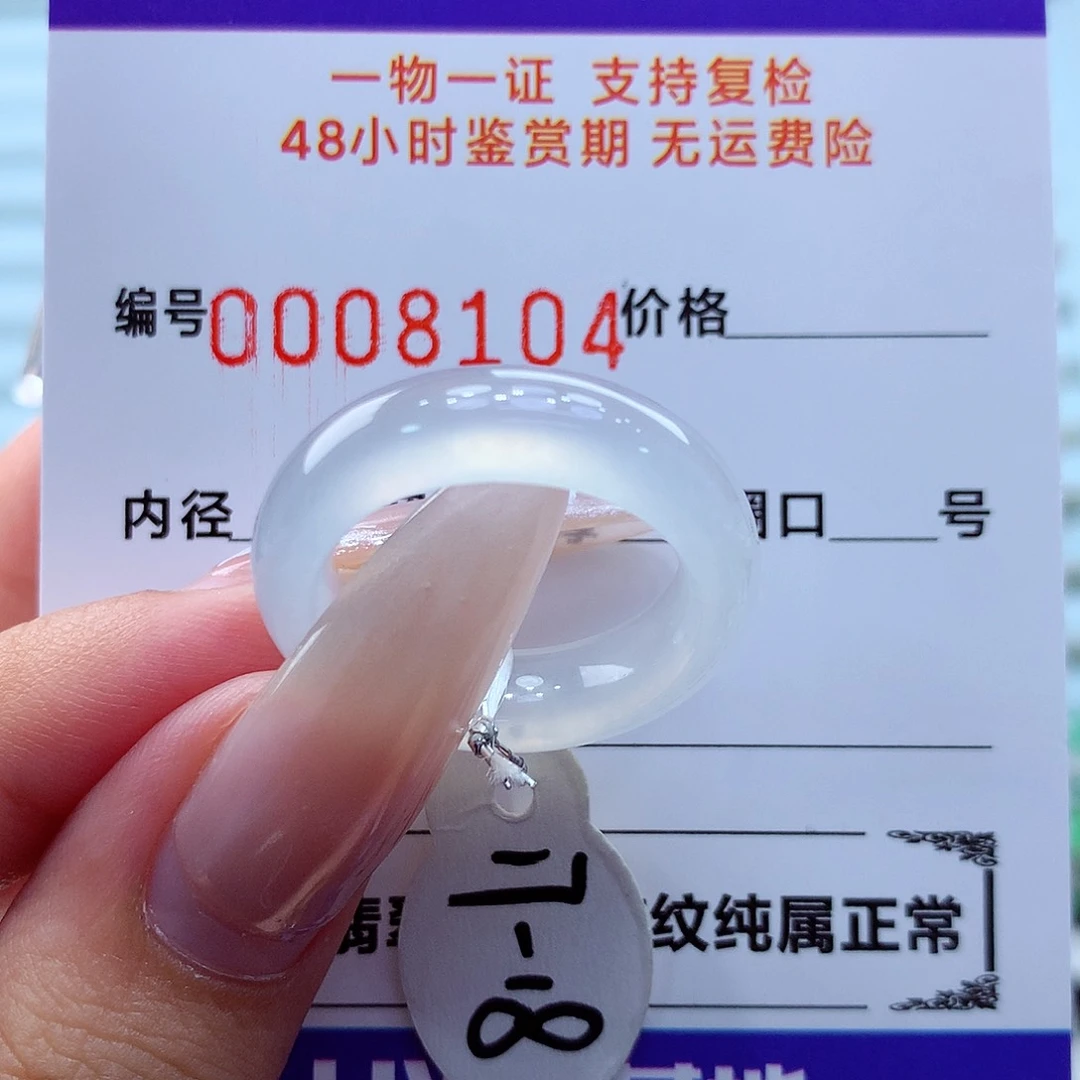 一物一证 支持复检
48小时鉴赏期 无运费险
编号0008104价格
内径 圈口 号
纹纯属正常